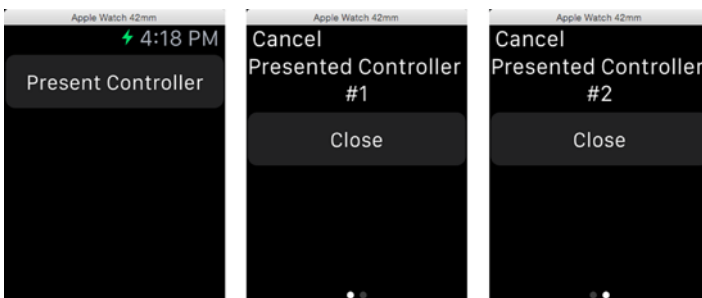 Apple Watch 42mm
4:18 PM
Present Controller
Apple Watch 42mm
Cancel
Presented Controller
#1
Close
Apple Watch 42mm
Cancel
Presented Controller
#2
Close